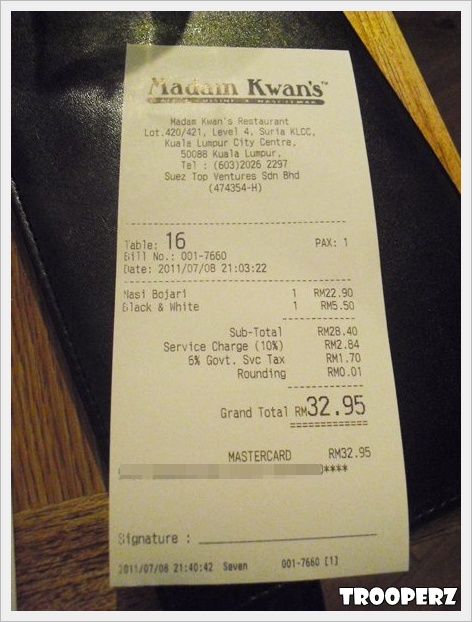 Madam Kwan's™
Madam Kwan's Restaurant
Lot.420/421, Level 4, Suria KLCC,
Kuala Lumpur City Centre,
50088 Kuala Lumpur,
Tel : (603)2026 2297
Suez Top Ventures Sdn Bhd
(474354-H)
Table: 16 PAX: 1
Bill No.: 001-7660
Date: 2011/07/08 21:03:22
Nasi Bojari 1 RM22.90
Black & White 1 RM5.50
Sub-Total RM28.40
Service Charge (10%) RM2.84
6% Govt. Svc Tax RM1.70
Rounding RM0.01
Grand Total RM32.95
MASTERCARD RM32.95
****
Signature :
2011/07/08 21:40:42 Seven 001-7660 [1]
TROOPERZ